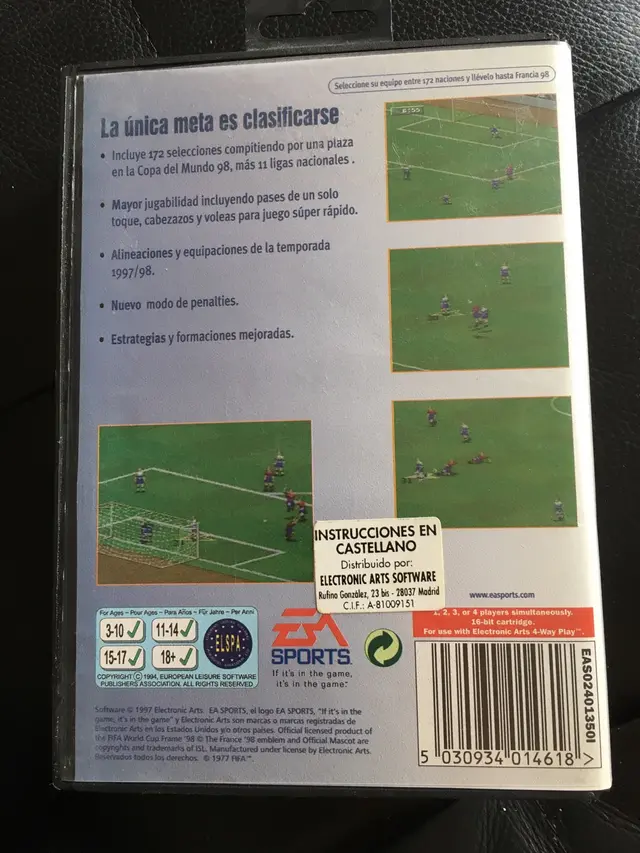 Seleccione su equipo entre 172 naciones y llévelo hasta Francia 98
La única meta es clasificarse
• Incluye 172 selecciones compitiendo por una plaza
en la Copa del Mundo 98, más 11 ligas nacionales .
• Mayor jugabilidad incluyendo pases de un solo
toque, cabezazos y voleas para juego súper rápido.
• Alineaciones y equipaciones de la temporada
1997/98.
• Nuevo modo de penalties.
• Estrategias y formaciones mejoradas.
6:55
INSTRUCCIONES EN
CASTELLANO
Distribuido por:
ELECTRONIC ARTS SOFTWARE
Rufino González, 23 bis - 28037 Madrid
C.I.F.: A-81009151
www.easports.com
1, 2, 3, or 4 players simultaneously.
16-bit cartridge.
For use with Electronic Arts 4-Way Play™.
For Ages – Pour Ages – Para Años – Für Jahre – Per Anni
3-10 ✓ 11-14 ✓
15-17 ✓ 18+ ✓
ELSPA
COPYRIGHT © 1994, EUROPEAN LEISURE SOFTWARE
PUBLISHERS ASSOCIATION. ALL RIGHTS RESERVED
EA
SPORTS™
If it's in the game,
it's in the game.™
Software © 1997 Electronic Arts. EA SPORTS, el logo EA SPORTS, "If it's in the
game, it's in the game" y Electronic Arts son marcas o marcas registradas de
Electronic Arts en los Estados Unidos y/o otros países. Official licensed product of
the FIFA World Cup France '98 © The France '98 emblem and Official Mascot are
copyrights and trademarks of ISL. Manufactured under license by Electronic Arts.
Reservados todos los derechos. © 1977 FIFA™.
EAS02401350I
5 030934 014618 >